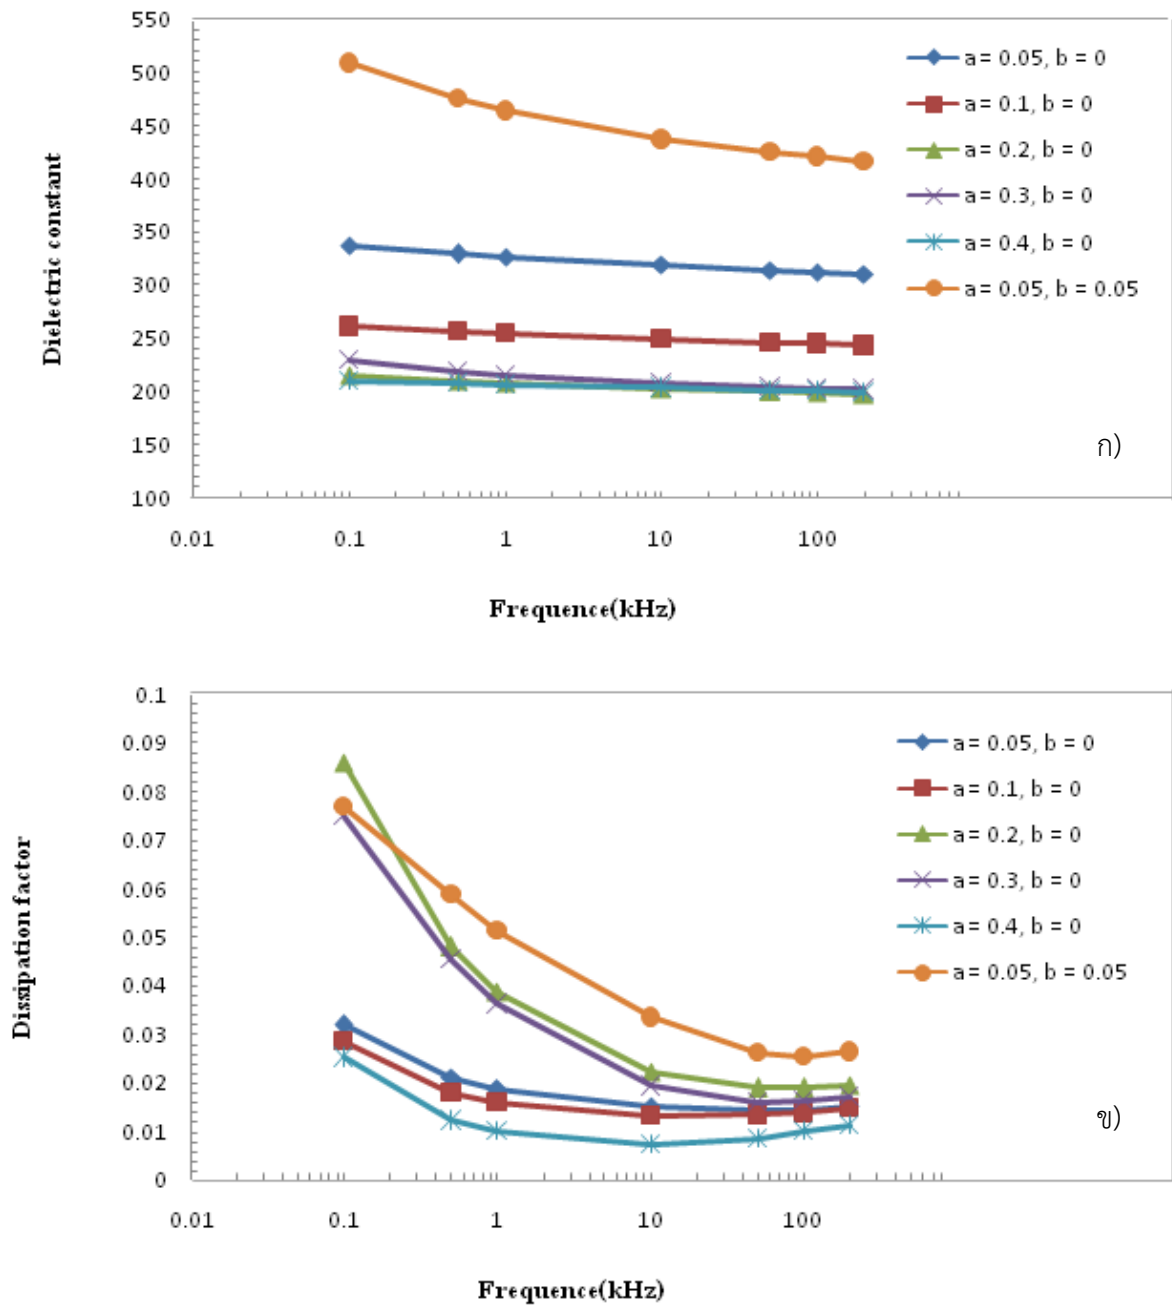 550
500
450
400
350
300
250
200
150
100
Dielectric constant
0.01 0.1 1 10 100
Frequence(kHz)
a = 0.05, b = 0
a = 0.1, b = 0
a = 0.2, b = 0
a = 0.3, b = 0
a = 0.4, b = 0
a = 0.05, b = 0.05
ก)
0.1
0.09
0.08
0.07
0.06
0.05
0.04
0.03
0.02
0.01
0
Dissipation factor
0.01 0.1 1 10 100
Frequence(kHz)
a = 0.05, b = 0
a = 0.1, b = 0
a = 0.2, b = 0
a = 0.3, b = 0
a = 0.4, b = 0
a = 0.05, b = 0.05
ข)